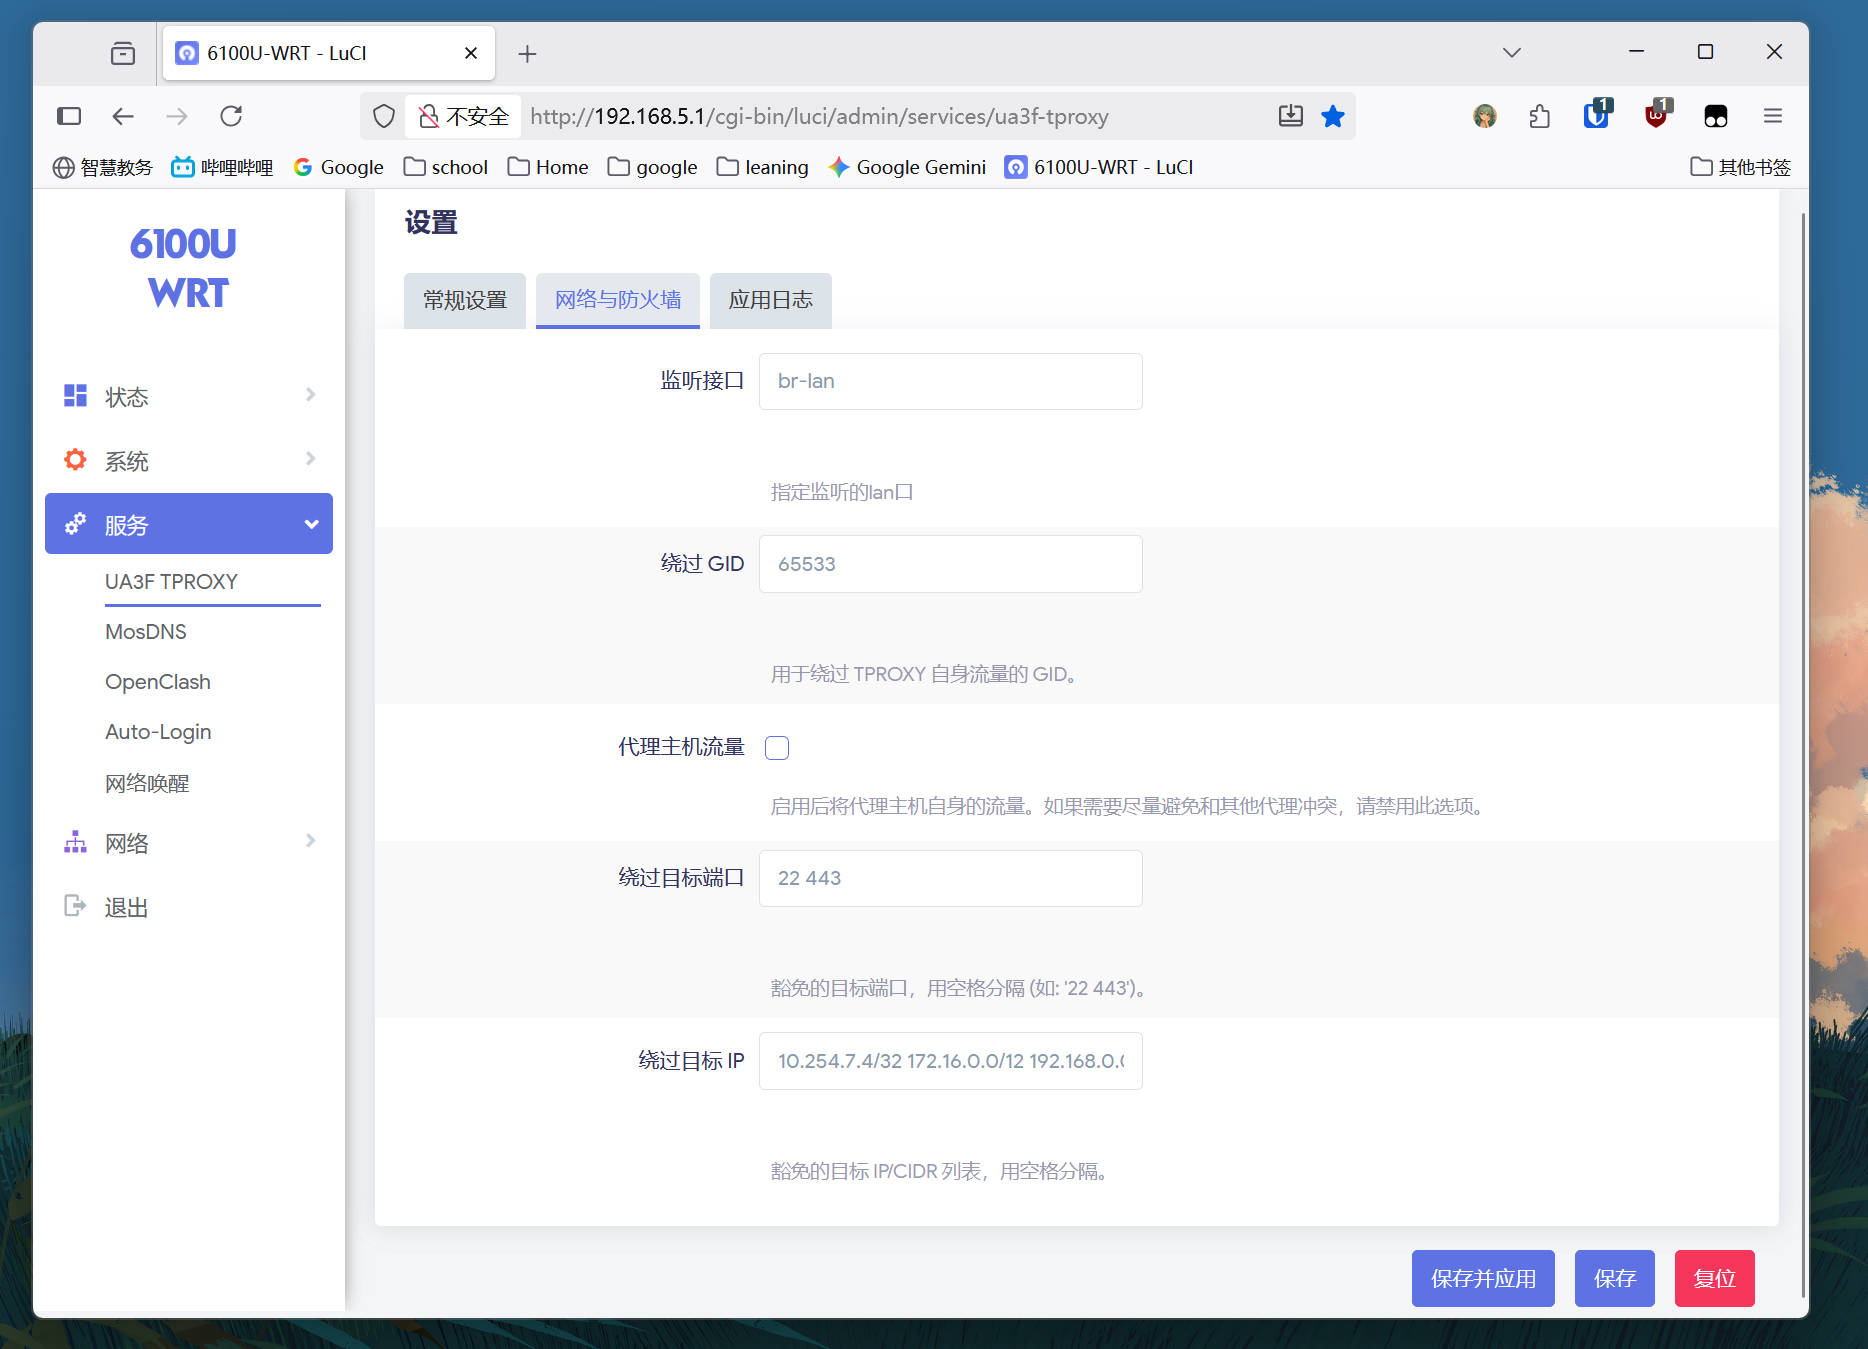 6100U-WRT - LuCI
不安全 http://192.168.5.1/cgi-bin/luci/admin/services/ua3f-tproxy
1
1
智慧教务 哔哩哔哩 Google school Home google leaning Google Gemini 6100U-WRT - LuCI 其他书签
6100U
WRT
状态
系统
服务
UA3F TPROXY
MosDNS
OpenClash
Auto-Login
网络唤醒
网络
退出
设置
常规设置 网络与防火墙 应用日志
监听接口 br-lan
指定监听的lan口
绕过 GID 65533
用于绕过 TPROXY 自身流量的 GID。
代理主机流量
启用后将代理主机自身的流量。如果需要尽量避免和其他代理冲突，请禁用此选项。
绕过目标端口 22 443
豁免的目标端口，用空格分隔 (如: '22 443')。
绕过目标 IP 10.254.7.4/32 172.16.0.0/12 192.168.0.
豁免的目标 IP/CIDR 列表，用空格分隔。
保存并应用 保存 复位